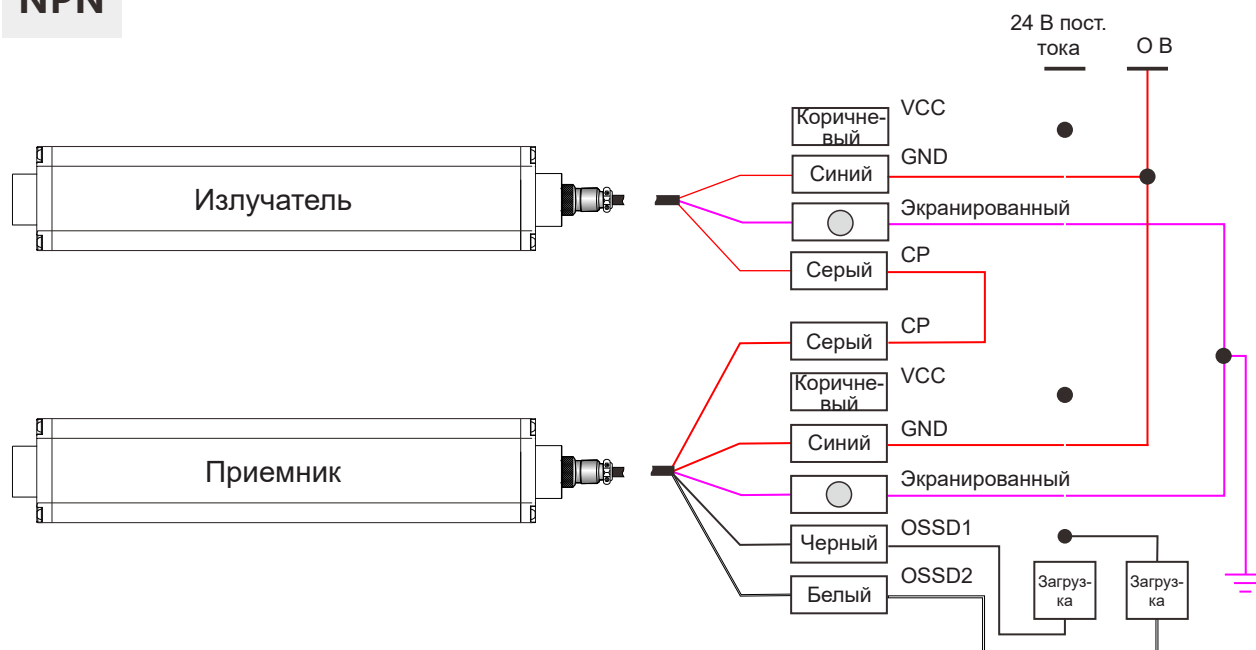 NPN
24 В пост.
тока
О В
Коричне-
вый
VCC
Синий
GND
Экранированный
Серый
CP
Излучатель
Серый
CP
Коричне-
вый
VCC
Синий
GND
Экранированный
Черный
OSSD1
Белый
OSSD2
Приемник
Загруз-
ка
Загруз-
ка